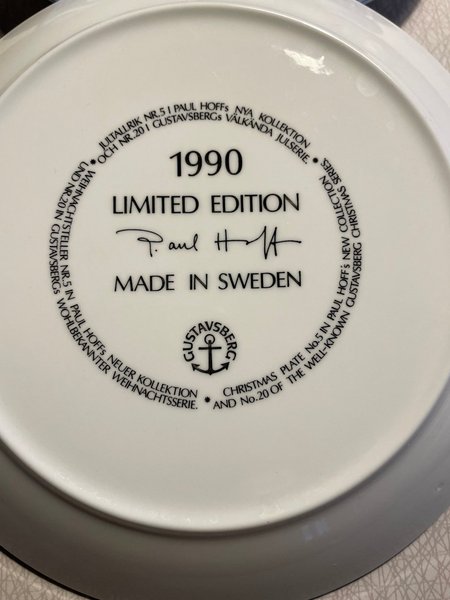 JULTALLRIK NR.5 I PAUL HOFFs NYA KOLLEKTION
OCH NR.20 I GUSTAVSBERGs VÄLKÄNDA JULSERIE.
1990
LIMITED EDITION
Paul Hoff
MADE IN SWEDEN
GUSTAVSBERG
CHRISTMAS PLATE No.5 IN PAUL HOFF's NEW COLLECTION
AND No.20 OF THE WELL-KNOWN GUSTAVSBERG CHRISTMAS SERIES.
WEIHNACHTSTELLER NR.5 IN PAUL HOFFs NEUER KOLLEKTION
UND NR.20 IN GUSTAVSBERGs WOHLBEKANNTER WEIHNACHTSSERIE.